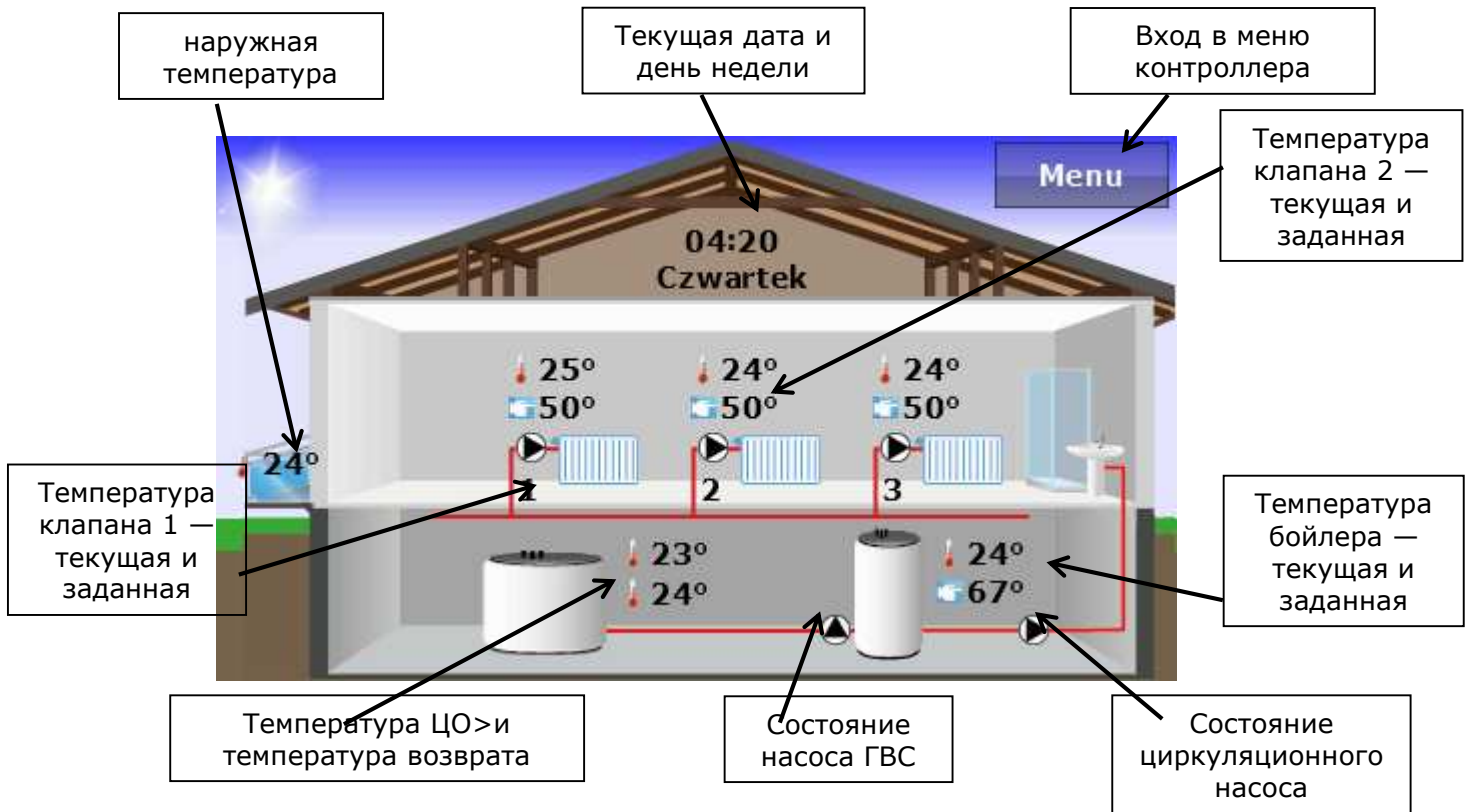 наружная
температура
Текущая дата и
день недели
Вход в меню
контроллера
Температура
клапана 2 —
текущая и
заданная
Menu
04:20
Czwartek
25°
24°
24°
50°
50°
50°
24°
1
2
3
Температура
клапана 1 —
текущая и
заданная
23°
24°
24°
67°
Температура
бойлера —
текущая и
заданная
Температура ЦО>и
температура возврата
Состояние
насоса ГВС
Состояние
циркуляционного
насоса